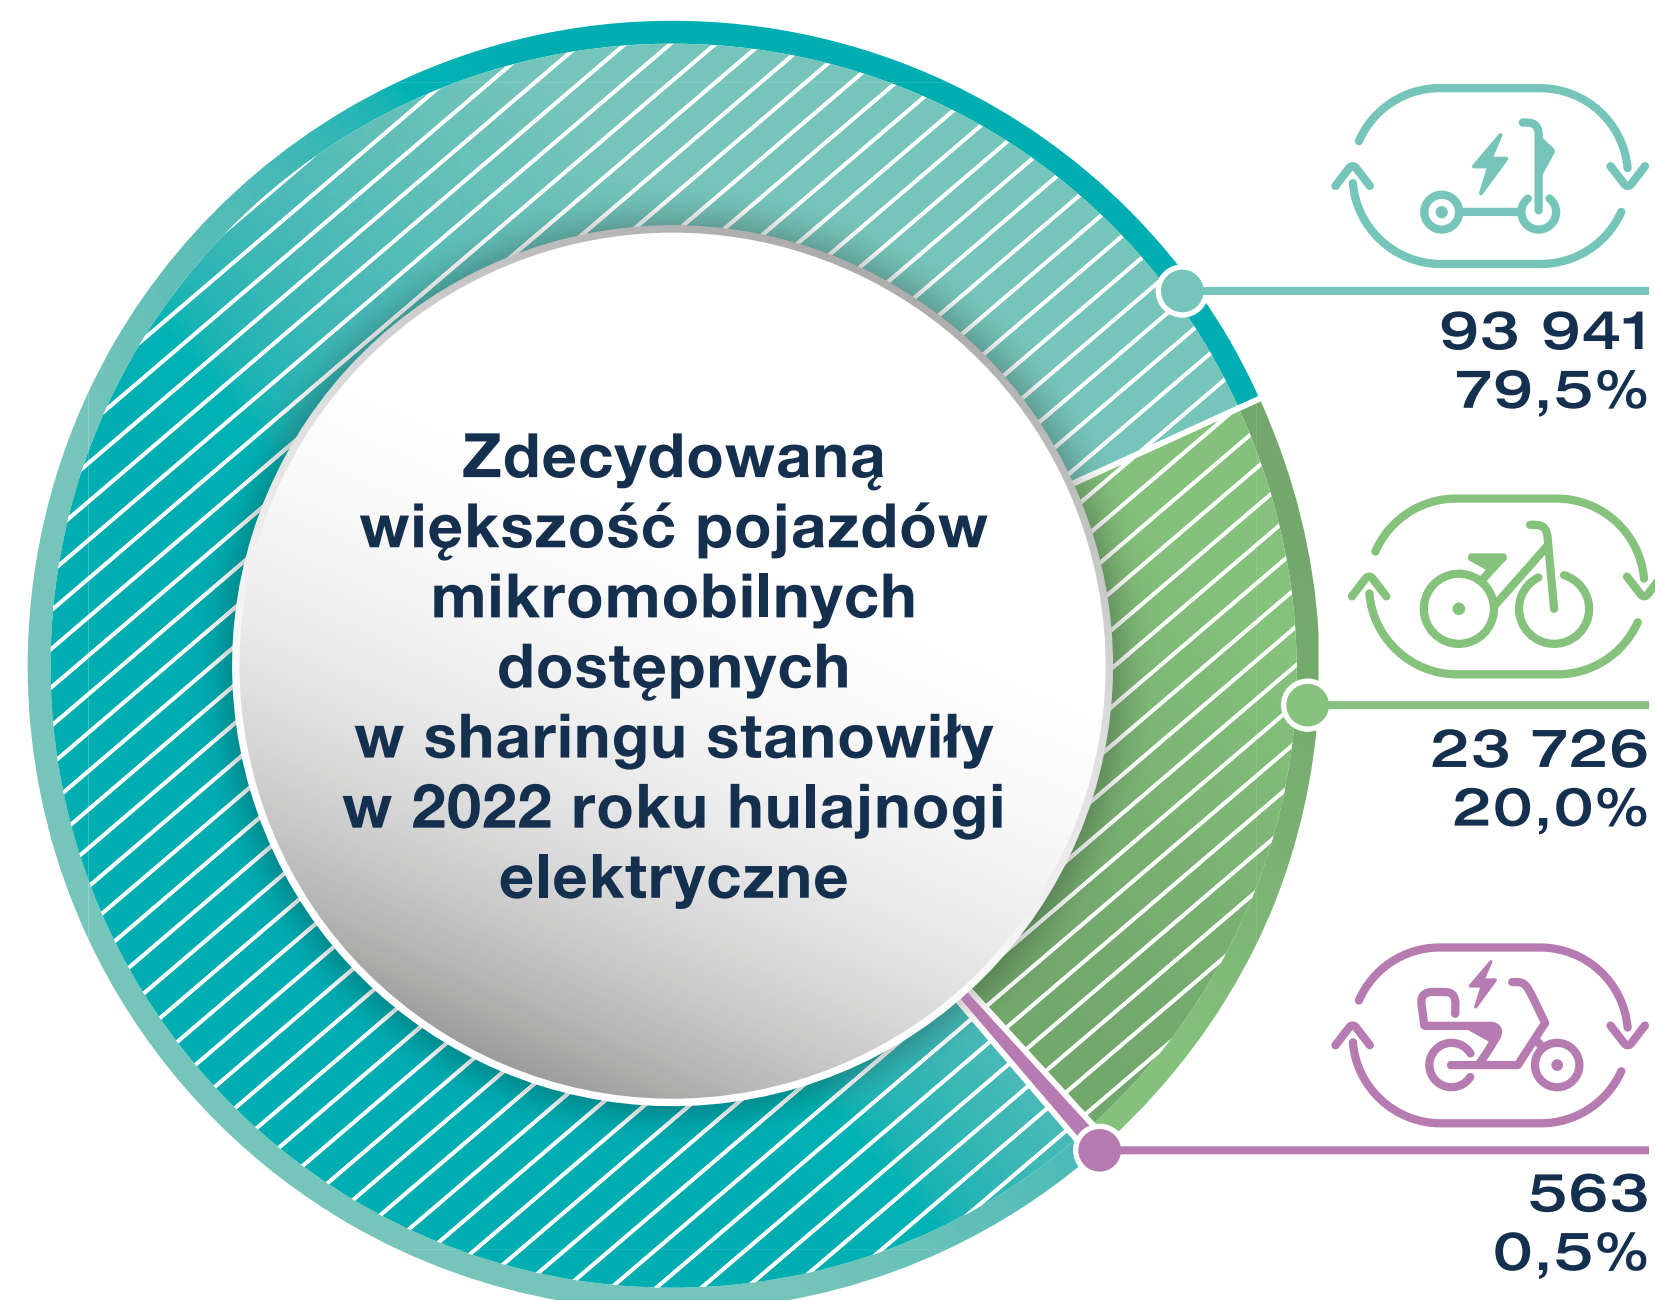 Zdecydowaną
większość pojazdów
mikromobilnych
dostępnych
w sharingu stanowiły
w 2022 roku hulajnogi
elektryczne
93 941
79,5%
23 726
20,0%
563
0,5%